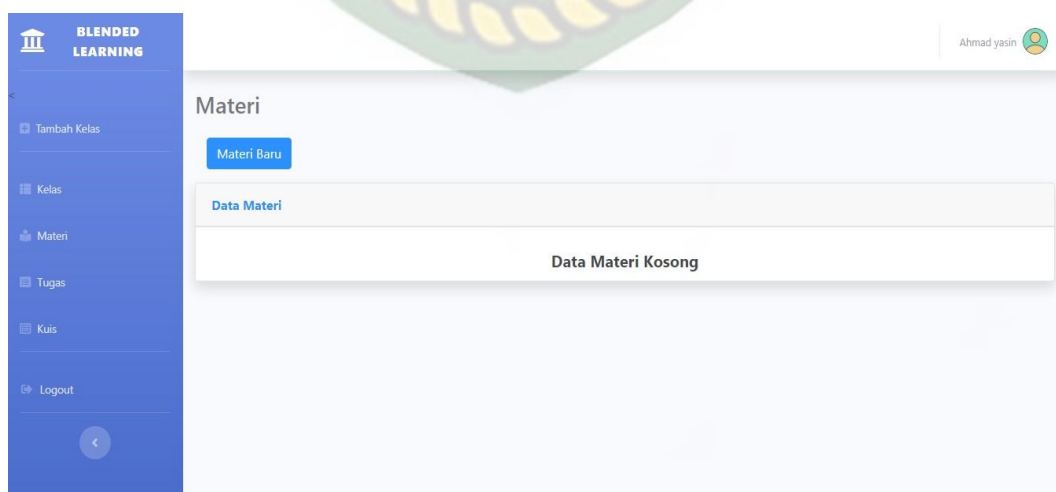 BLENDED
LEARNING
Ahmad yasin
<
Tambah Kelas
Kelas
Materi
Tugas
Kuis
Logout
Materi
Materi Baru
Data Materi
Data Materi Kosong